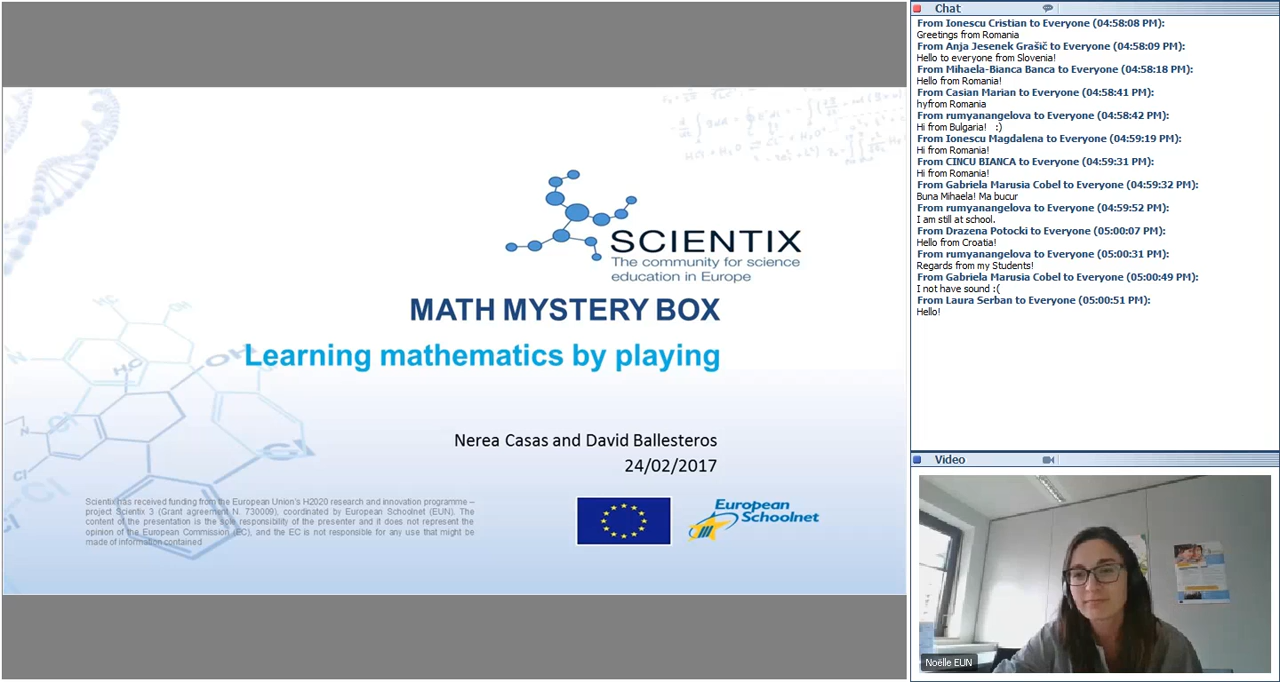 SCIENTIX
The community for science
education in Europe
MATH MYSTERY BOX
Learning mathematics by playing
Nerea Casas and David Ballesteros
24/02/2017
Scientix has received funding from the European Union's H2020 research and innovation programme –
project Scientix 3 (Grant agreement N. 730009), coordinated by European Schoolnet (EUN). The
content of the presentation is the sole responsibility of the presenter and it does not represent the
opinion of the European Commission (EC), and the EC is not responsible for any use that might be
made of information contained
European
Schoolnet
Chat
From Ionescu Cristian to Everyone (04:58:08 PM):
Greetings from Romania
From Anja Jesenek Grašič to Everyone (04:58:09 PM):
Hello to everyone from Slovenia!
From Mihaela-Bianca Banca to Everyone (04:58:18 PM):
Hello from Romania!
From Casian Marian to Everyone (04:58:41 PM):
hyfrom Romania
From rumyanangelova to Everyone (04:58:42 PM):
Hi from Bulgaria! :)
From Ionescu Magdalena to Everyone (04:59:19 PM):
Hi from Romania!
From CINCU BIANCA to Everyone (04:59:31 PM):
Hi from Romania!
From Gabriela Marusia Cobel to Everyone (04:59:32 PM):
Buna Mihaela! Ma bucur
From rumyanangelova to Everyone (04:59:52 PM):
I am still at school.
From Drazena Potocki to Everyone (05:00:07 PM):
Hello from Croatia!
From rumyanangelova to Everyone (05:00:31 PM):
Regards from my Students!
From Gabriela Marusia Cobel to Everyone (05:00:49 PM):
I not have sound :(
From Laura Serban to Everyone (05:00:51 PM):
Hello!
Video
Noëlle EUN